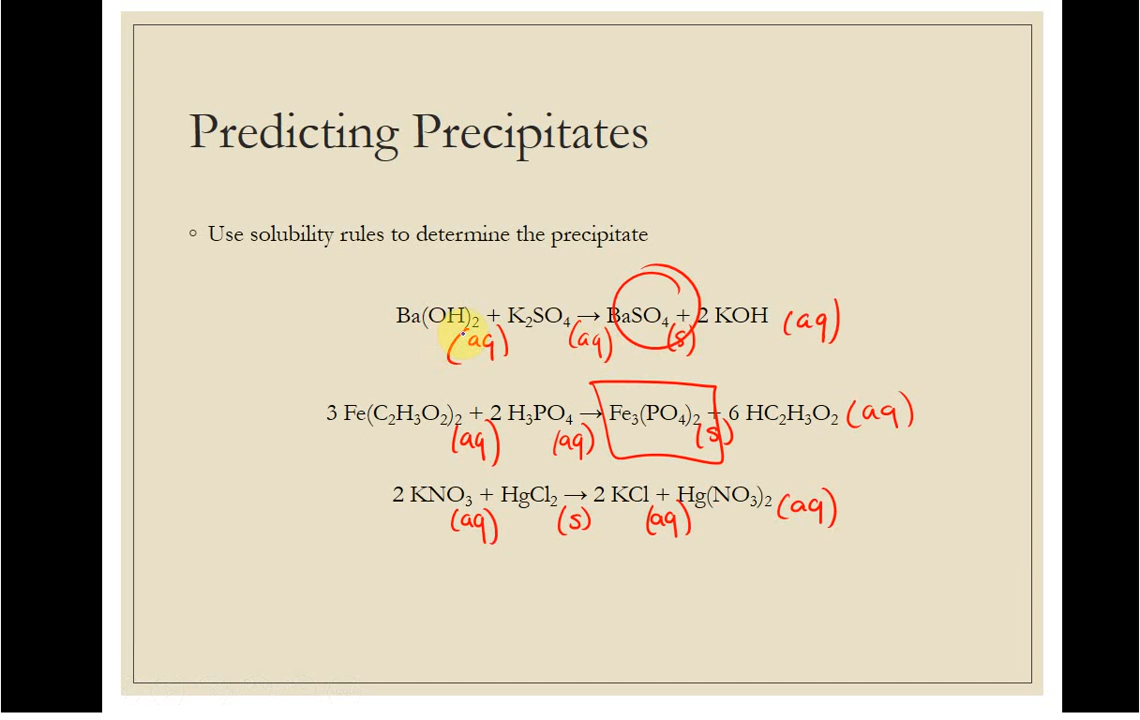 Predicting Precipitates
◦ Use solubility rules to determine the precipitate
Ba(OH)₂ + K₂SO₄ → BaSO₄ + 2 KOH (aq)
(aq) (aq) (s)
3 Fe(C₂H₃O₂)₂ + 2 H₃PO₄ → Fe₃(PO₄)₂ + 6 HC₂H₃O₂ (aq)
(aq) (aq) (s)
2 KNO₃ + HgCl₂ → 2 KCl + Hg(NO₃)₂ (aq)
(aq) (s) (aq)